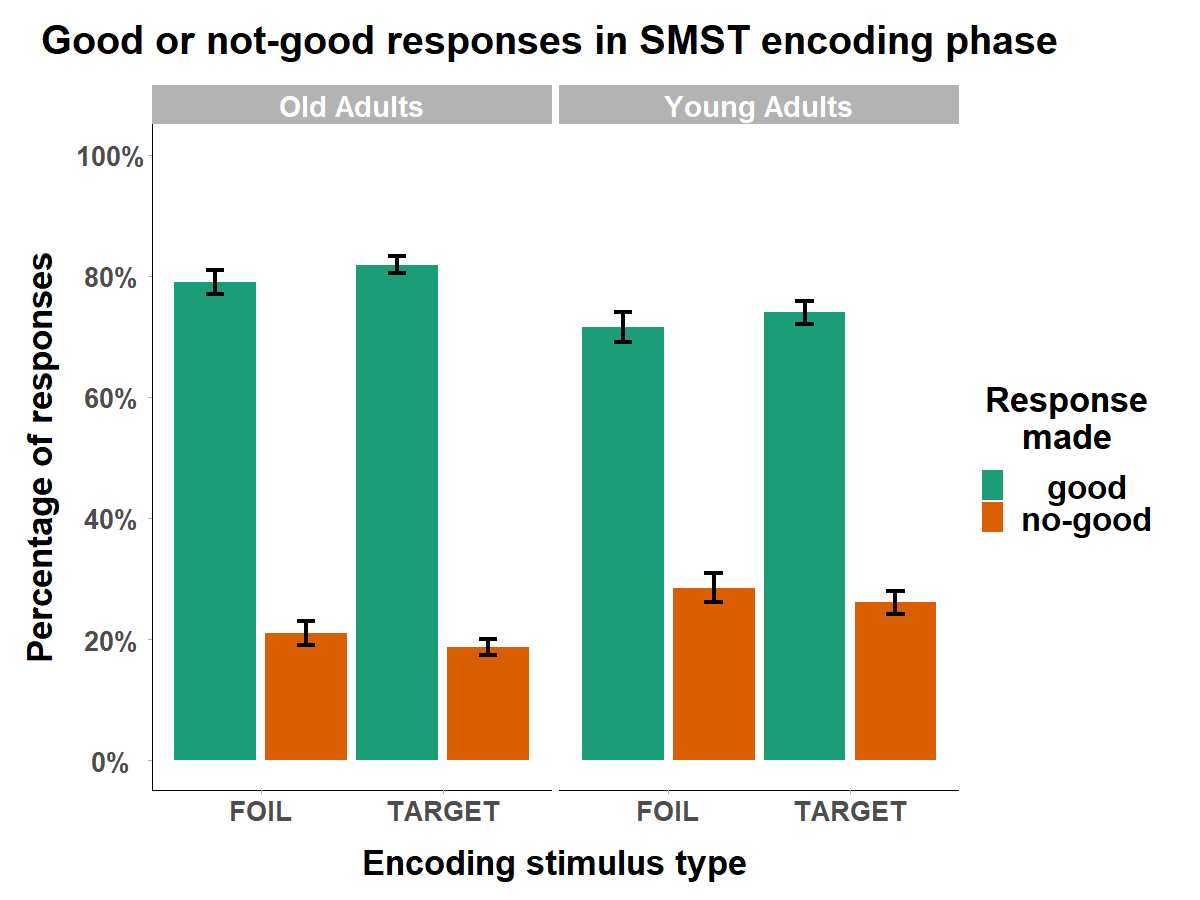 Good or not-good responses in SMST encoding phase
Old Adults
Young Adults
100%
80%
60%
40%
20%
0%
Percentage of responses
FOIL
TARGET
FOIL
TARGET
Encoding stimulus type
Response
made
good
no-good